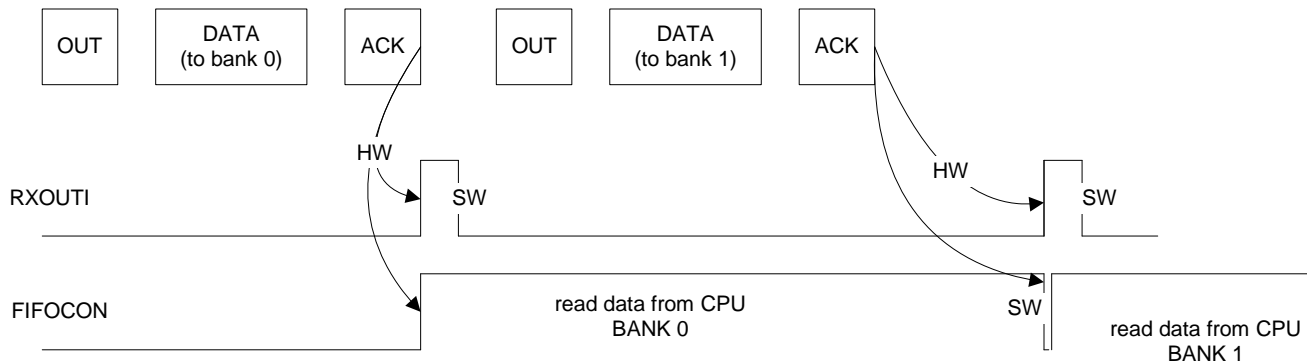 OUT
DATA
(to bank 0)
ACK
OUT
DATA
(to bank 1)
ACK
HW
HW
RXOUTI
SW
SW
FIFOCON
read data from CPU
BANK 0
SW
read data from CPU
BANK 1